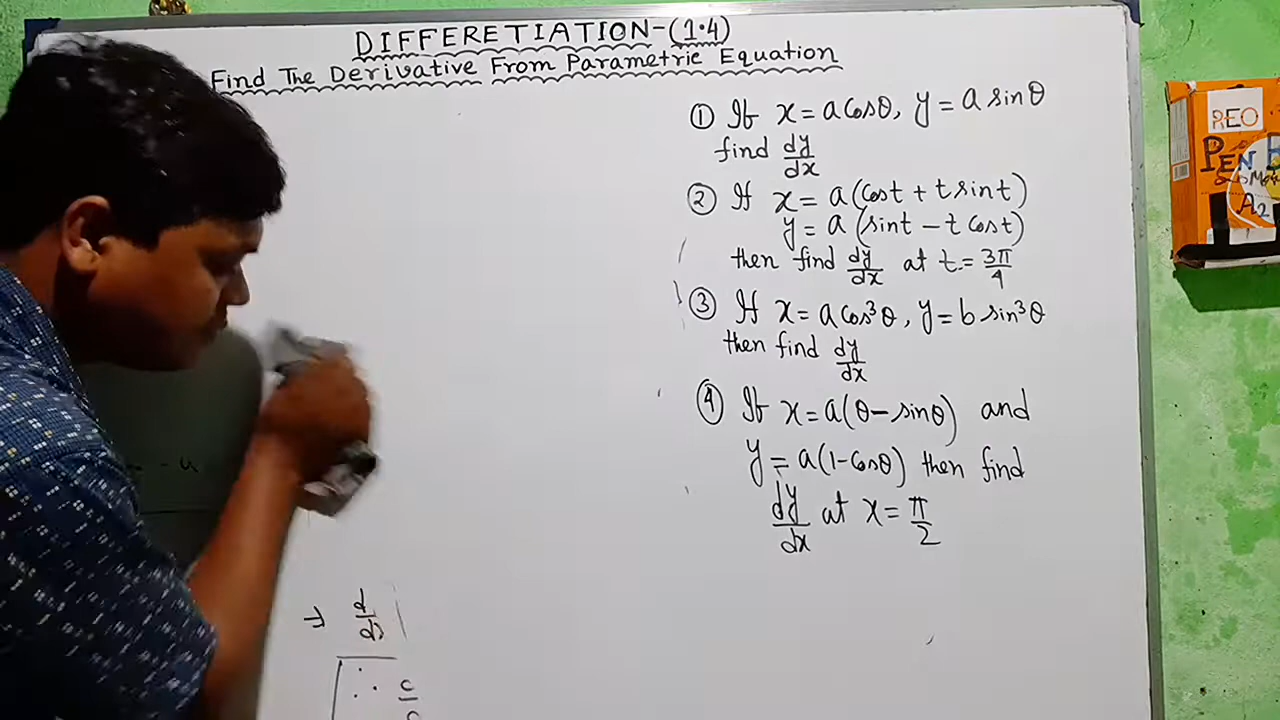 DIFFERETIATION-(1.4)
Find The Derivative From Parametric Equation
① If x = a cosθ, y = a sinθ
find dy/dx
② If x = a(cost + t sint)
y = a (sint - t cost)
then find dy/dx at t = 3π/4
③ If x = a cos³θ, y = b sin³θ
then find dy/dx
④ If x = a(θ - sinθ) and
y = a(1-cosθ) then find
dy/dx at x = π/2
REO
PEN
A2